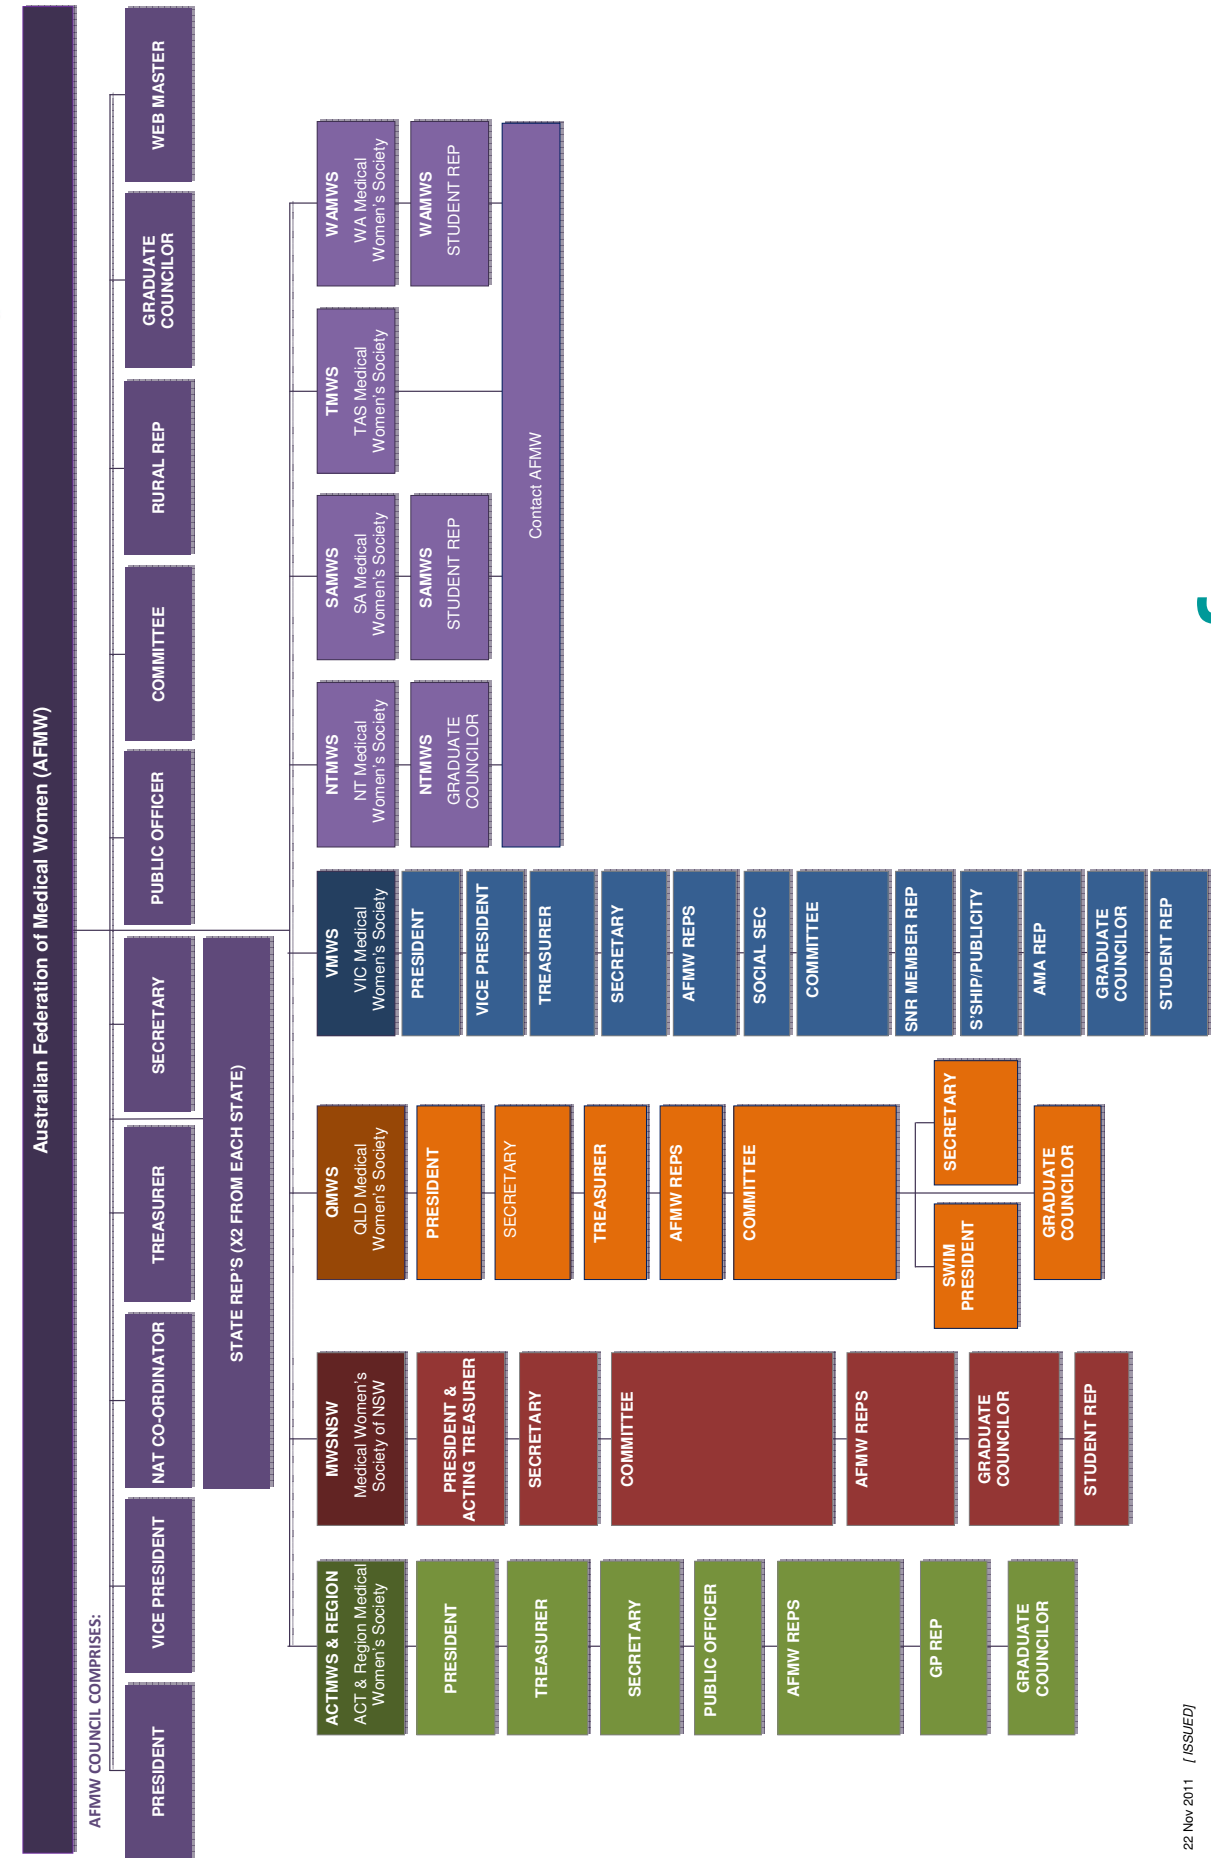 Australian Federation of Medical Women (AFMW)
AFMW COUNCIL COMPRISES:
PRESIDENT
VICE PRESIDENT
NAT CO-ORDINATOR
TREASURER
SECRETARY
PUBLIC OFFICER
COMMITTEE
RURAL REP
GRADUATE
COUNCILOR
WEB MASTER
STATE REP'S (X2 FROM EACH STATE)
ACTMWS & REGION
ACT & Region Medical
Women's Society
PRESIDENT
TREASURER
SECRETARY
PUBLIC OFFICER
AFMW REPS
GP REP
GRADUATE
COUNCILOR
MWSNSW
Medical Women's
Society of NSW
PRESIDENT &
ACTING TREASURER
SECRETARY
COMMITTEE
AFMW REPS
GRADUATE
COUNCILOR
STUDENT REP
QMWS
QLD Medical
Women's Society
PRESIDENT
SECRETARY
TREASURER
AFMW REPS
COMMITTEE
SWIM
PRESIDENT
SECRETARY
GRADUATE
COUNCILOR
VMWS
VIC Medical
Women's Society
PRESIDENT
VICE PRESIDENT
TREASURER
SECRETARY
AFMW REPS
SOCIAL SEC
COMMITTEE
SNR MEMBER REP
S'SHIP/PUBLICITY
AMA REP
GRADUATE
COUNCILOR
STUDENT REP
NTMWS
NT Medical
Women's Society
NTMWS
GRADUATE
COUNCILOR
SAMWS
SA Medical
Women's Society
SAMWS
STUDENT REP
TMWS
TAS Medical
Women's Society
WAMWS
WA Medical
Women's Society
WAMWS
STUDENT REP
Contact AFMW
22 Nov 2011 [ ISSUED]